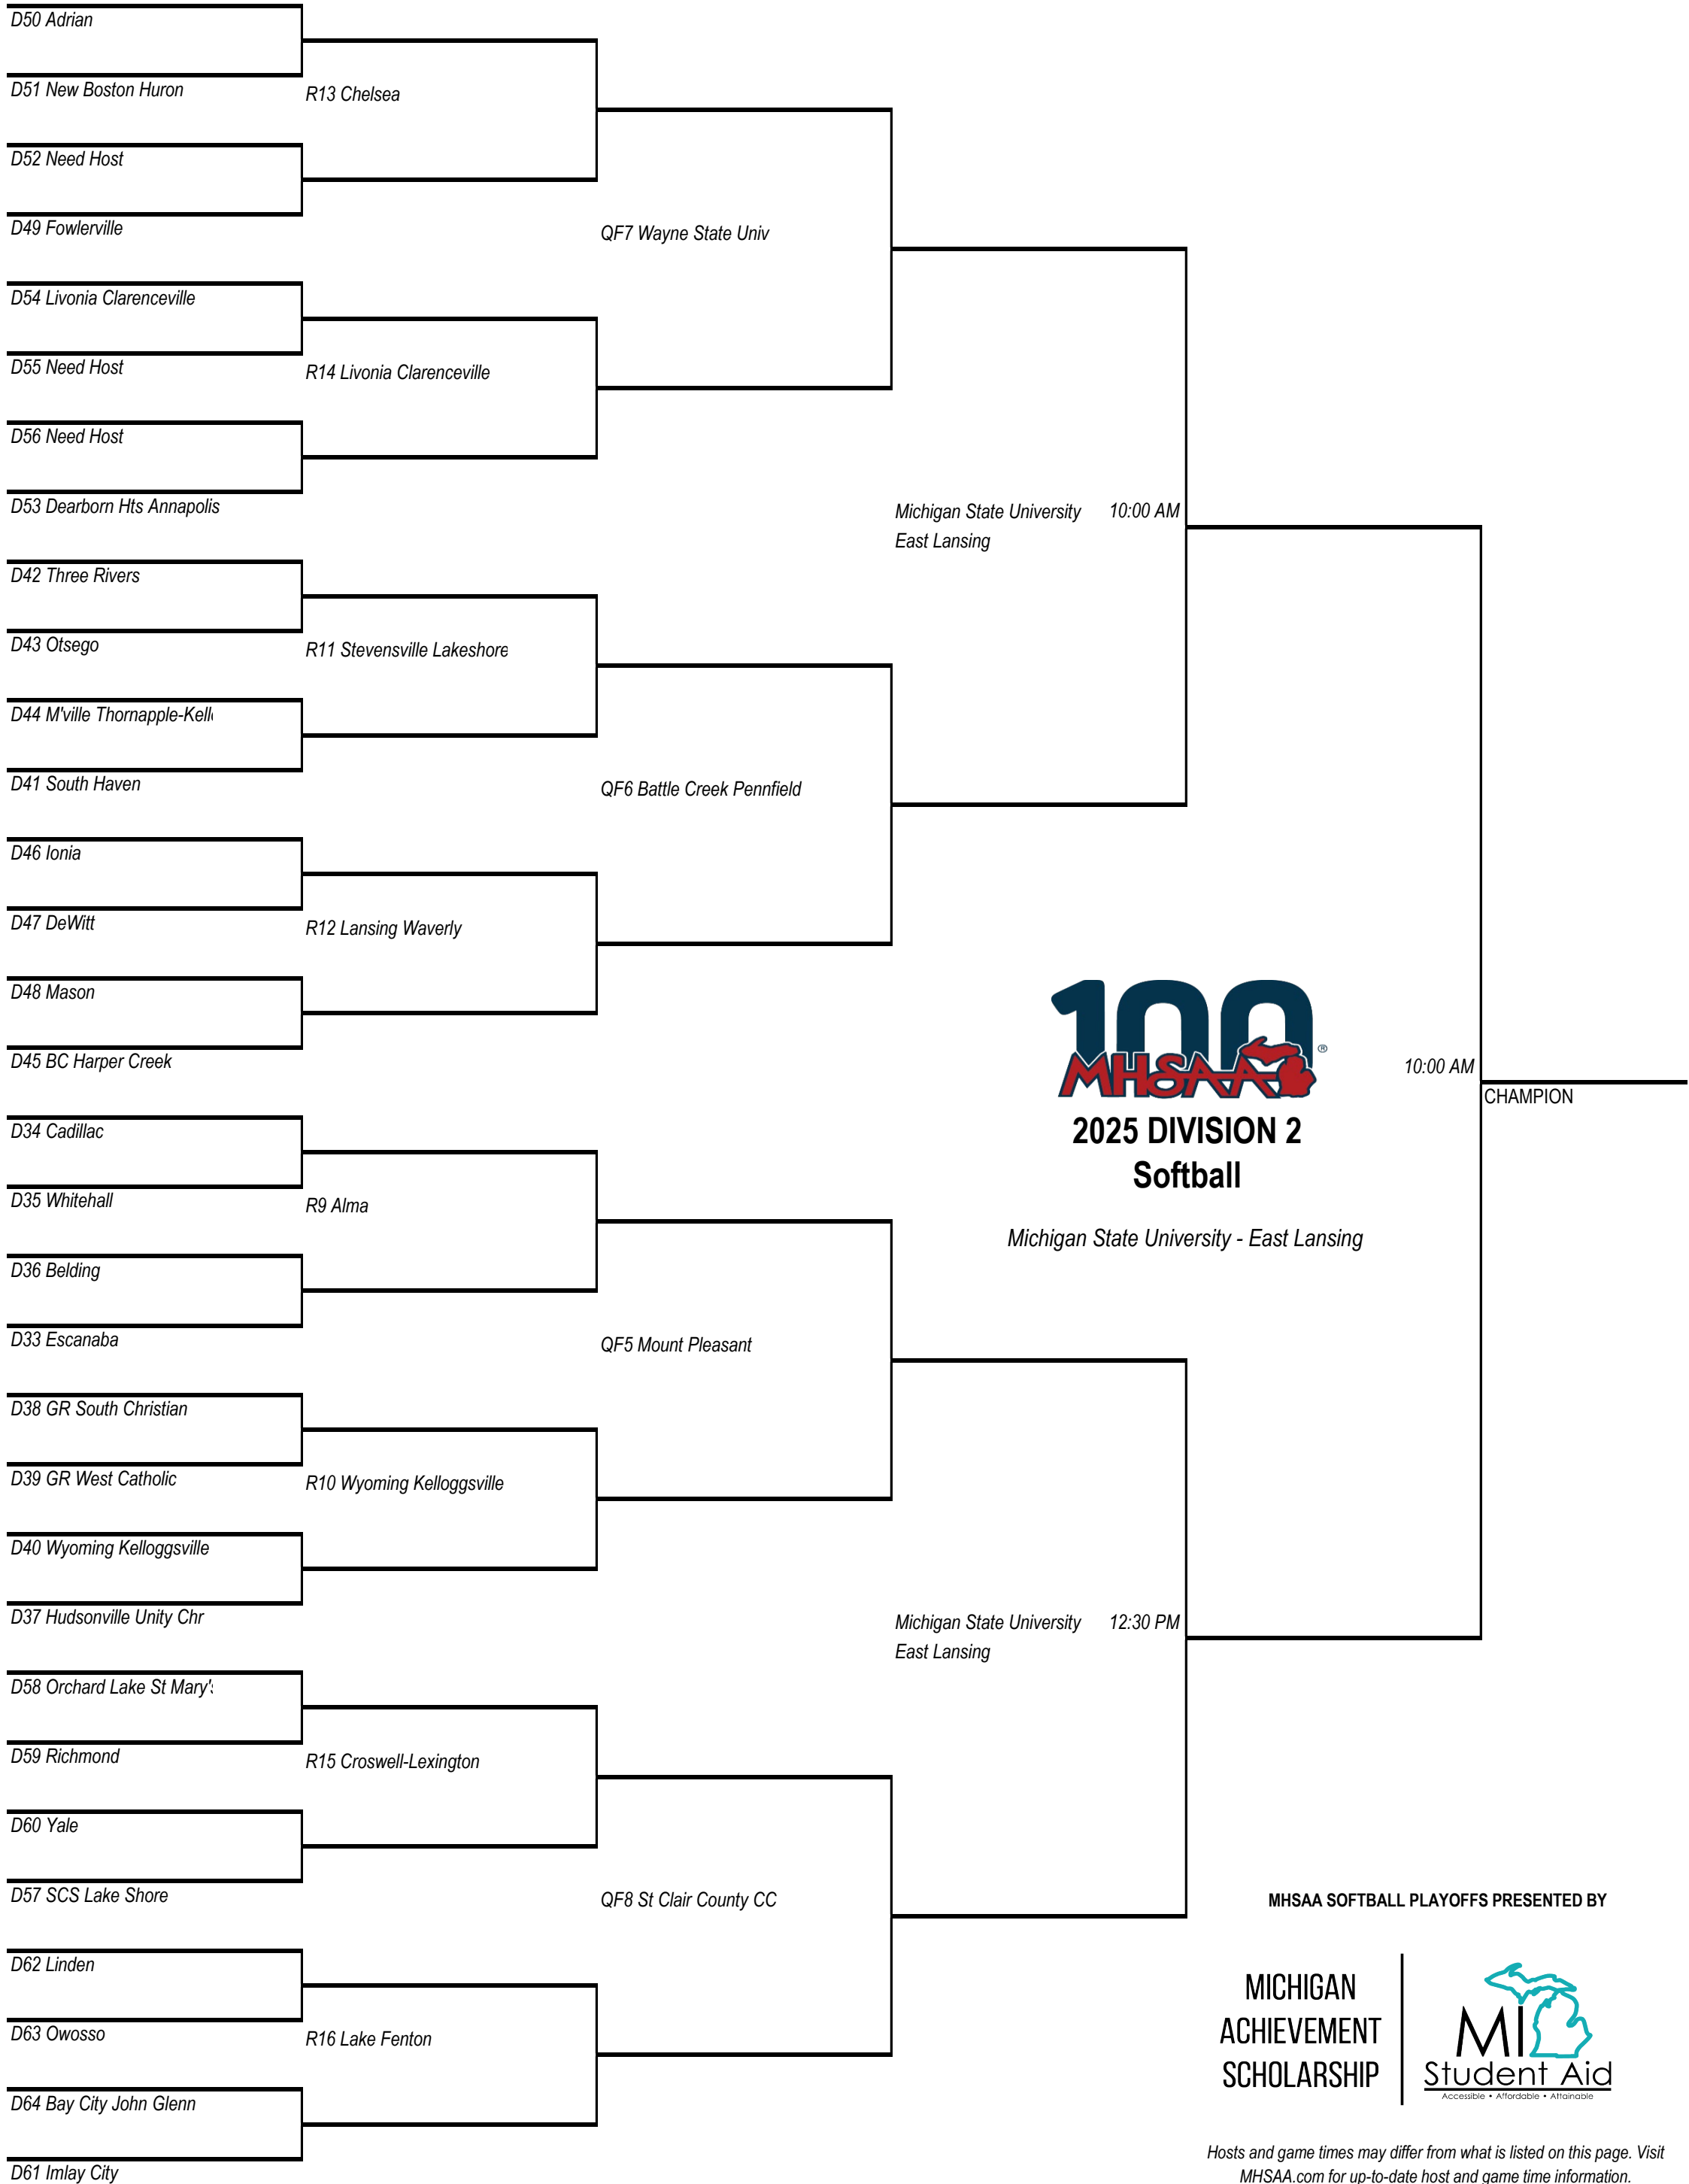 D50 Adrian
D51 New Boston Huron
R13 Chelsea
D52 Need Host
D49 Fowlerville
QF7 Wayne State Univ
D54 Livonia Clarenceville
D55 Need Host
R14 Livonia Clarenceville
D56 Need Host
D53 Dearborn Hts Annapolis
Michigan State University 10:00 AM
East Lansing
D42 Three Rivers
D43 Otsego
R11 Stevensville Lakeshore
D44 M'ville Thornapple-Kell
D41 South Haven
QF6 Battle Creek Pennfield
D46 Ionia
D47 DeWitt
R12 Lansing Waverly
D48 Mason
D45 BC Harper Creek
100
MHSAA ®
10:00 AM
CHAMPION
2025 DIVISION 2
Softball
Michigan State University - East Lansing
D34 Cadillac
D35 Whitehall
R9 Alma
D36 Belding
D33 Escanaba
QF5 Mount Pleasant
D38 GR South Christian
D39 GR West Catholic
R10 Wyoming Kelloggsville
D40 Wyoming Kelloggsville
D37 Hudsonville Unity Chr
Michigan State University 12:30 PM
East Lansing
D58 Orchard Lake St Mary's
D59 Richmond
R15 Croswell-Lexington
D60 Yale
D57 SCS Lake Shore
QF8 St Clair County CC
D62 Linden
D63 Owosso
R16 Lake Fenton
D64 Bay City John Glenn
D61 Imlay City
MHSAA SOFTBALL PLAYOFFS PRESENTED BY
MICHIGAN
ACHIEVEMENT
SCHOLARSHIP
MI
Student Aid
Accessible • Affordable • Attainable
Hosts and game times may differ from what is listed on this page. Visit
MHSAA.com for up-to-date host and game time information.